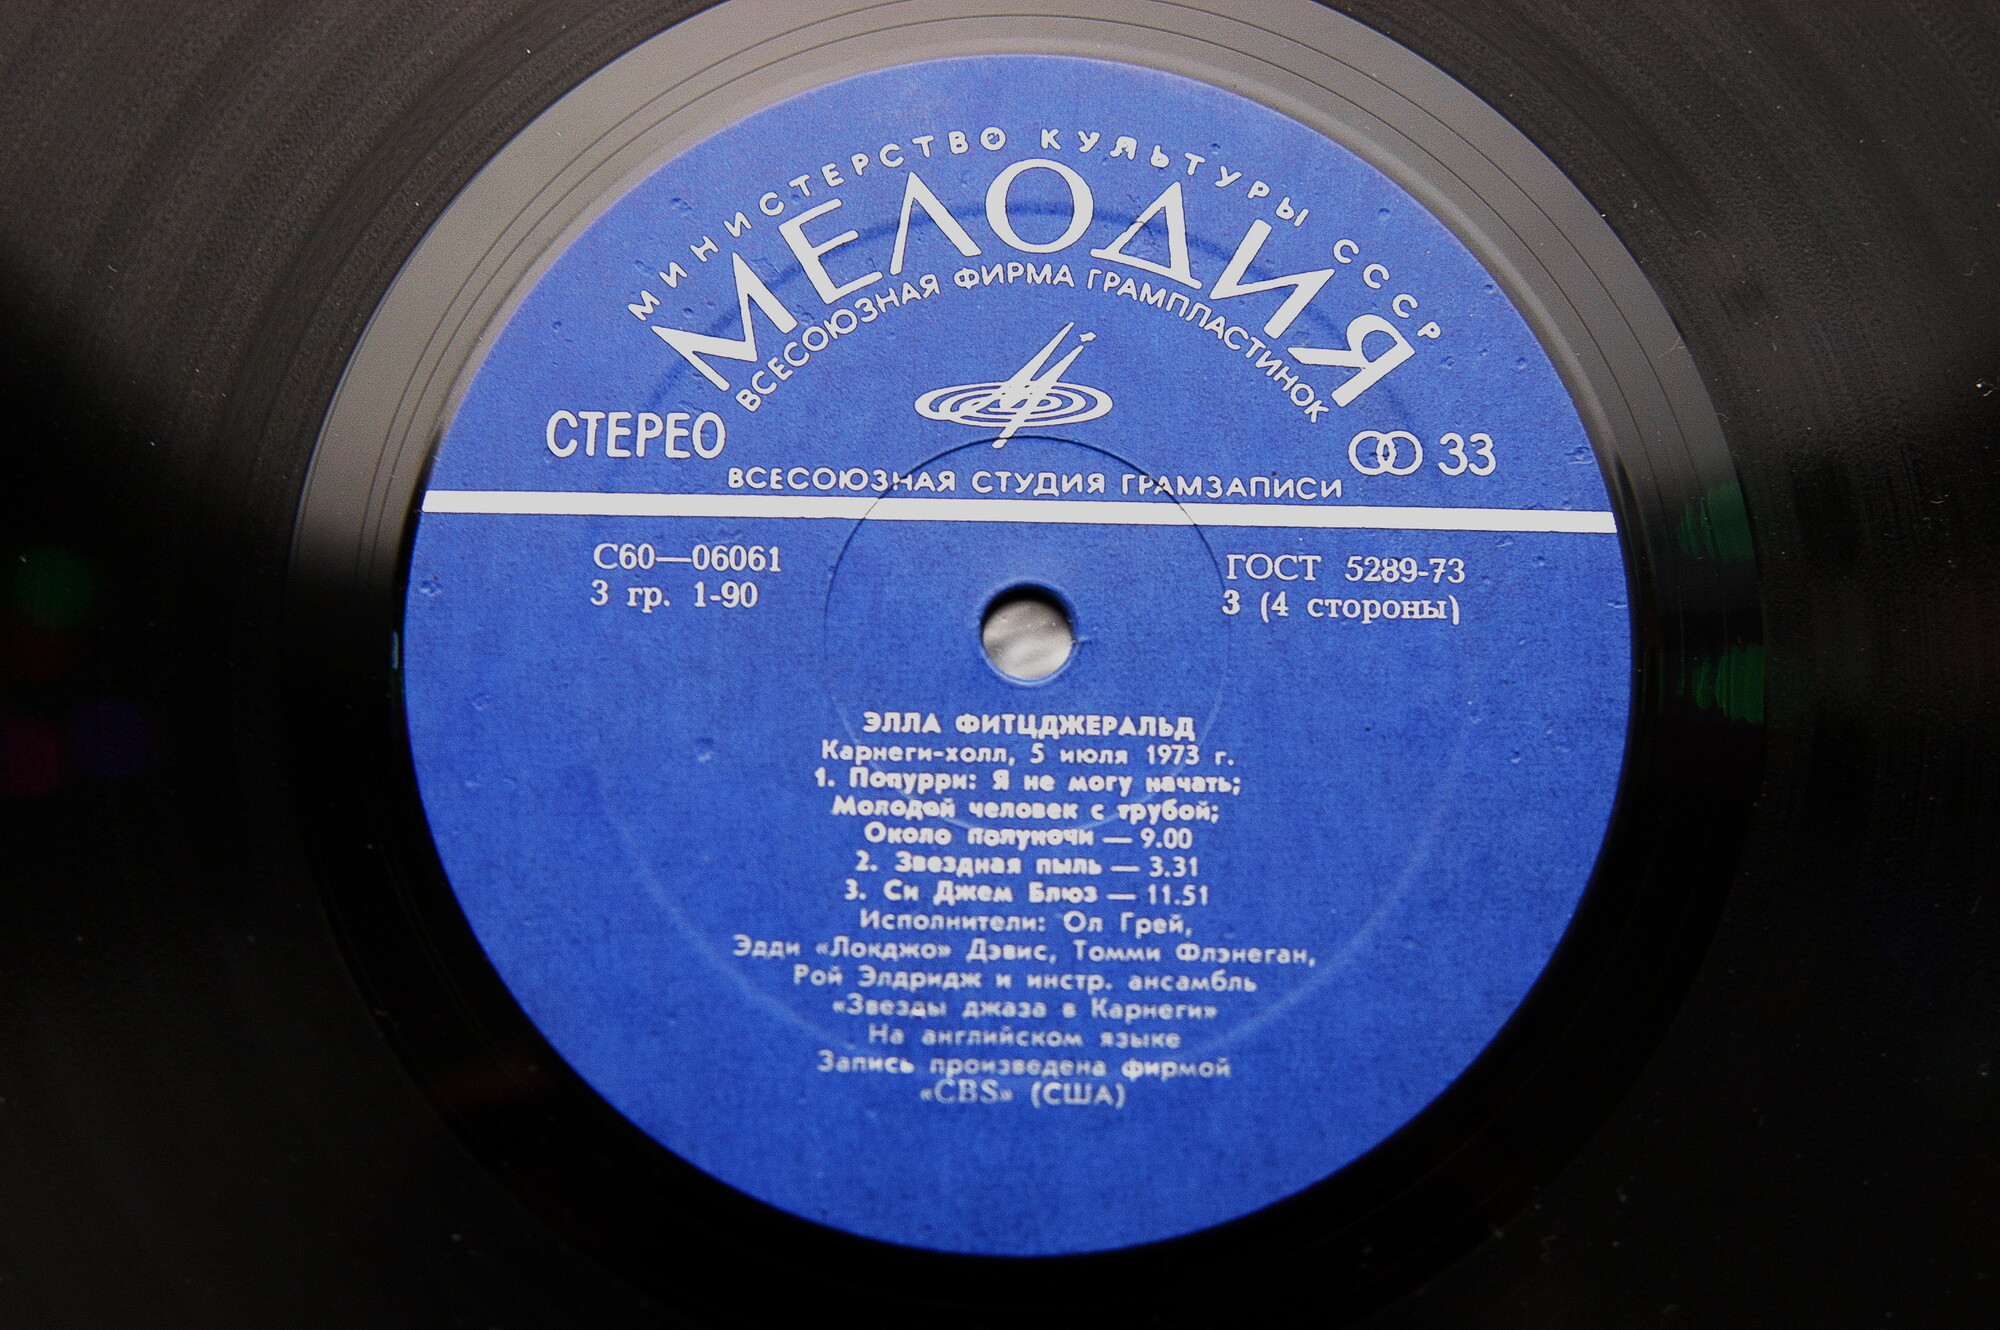 МИНИСТЕРСТВО КУЛЬТУРЫ СССР
МЕЛОДИЯ
ВСЕСОЮЗНАЯ ФИРМА ГРАМПЛАСТИНОК
СТЕРЕО
33
ВСЕСОЮЗНАЯ СТУДИЯ ГРАМЗАПИСИ
С60—06061
3 гр. 1-90
ГОСТ 5289-73
3 (4 стороны)
ЭЛЛА ФИТЦДЖЕРАЛЬД
Карнеги-холл, 5 июля 1973 г.
1. Попурри: Я не могу начать;
Молодой человек с трубой;
Около полуночи — 9.00
2. Звездная пыль — 3.31
3. Си Джем Блюз — 11.51
Исполнители: Ол Грей,
Эдди «Локджо» Дэвис, Томми Флэнеган,
Рой Элдридж и инстр. ансамбль
«Звезды джаза в Карнеги»
На английском языке
Запись произведена фирмой
«CBS» (США)